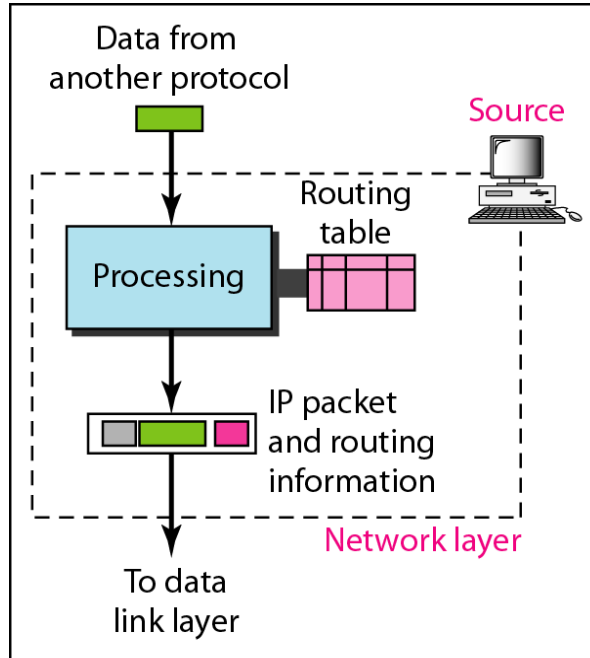 Data from
another protocol
Source
Routing
table
Processing
IP packet
and routing
information
Network layer
To data
link layer